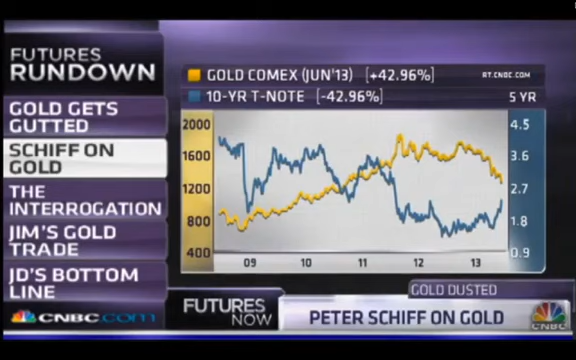 FUTURES
RUNDOWN
GOLD GETS
GUTTED
SCHIFF ON
GOLD
THE
INTERROGATION
JIM'S GOLD
TRADE
JD'S BOTTOM
LINE
CNBC.com
GOLD COMEX (JUN'13) [+42.96%]
RT.CNBC.COM
10-YR T-NOTE [-42.96%]
5 YR
2000
1600
1200
800
400
4.5
3.6
2.7
1.8
0.9
09 10 11 12 13
GOLD DUSTED
FUTURES
NOW
PETER SCHIFF ON GOLD
CNBC